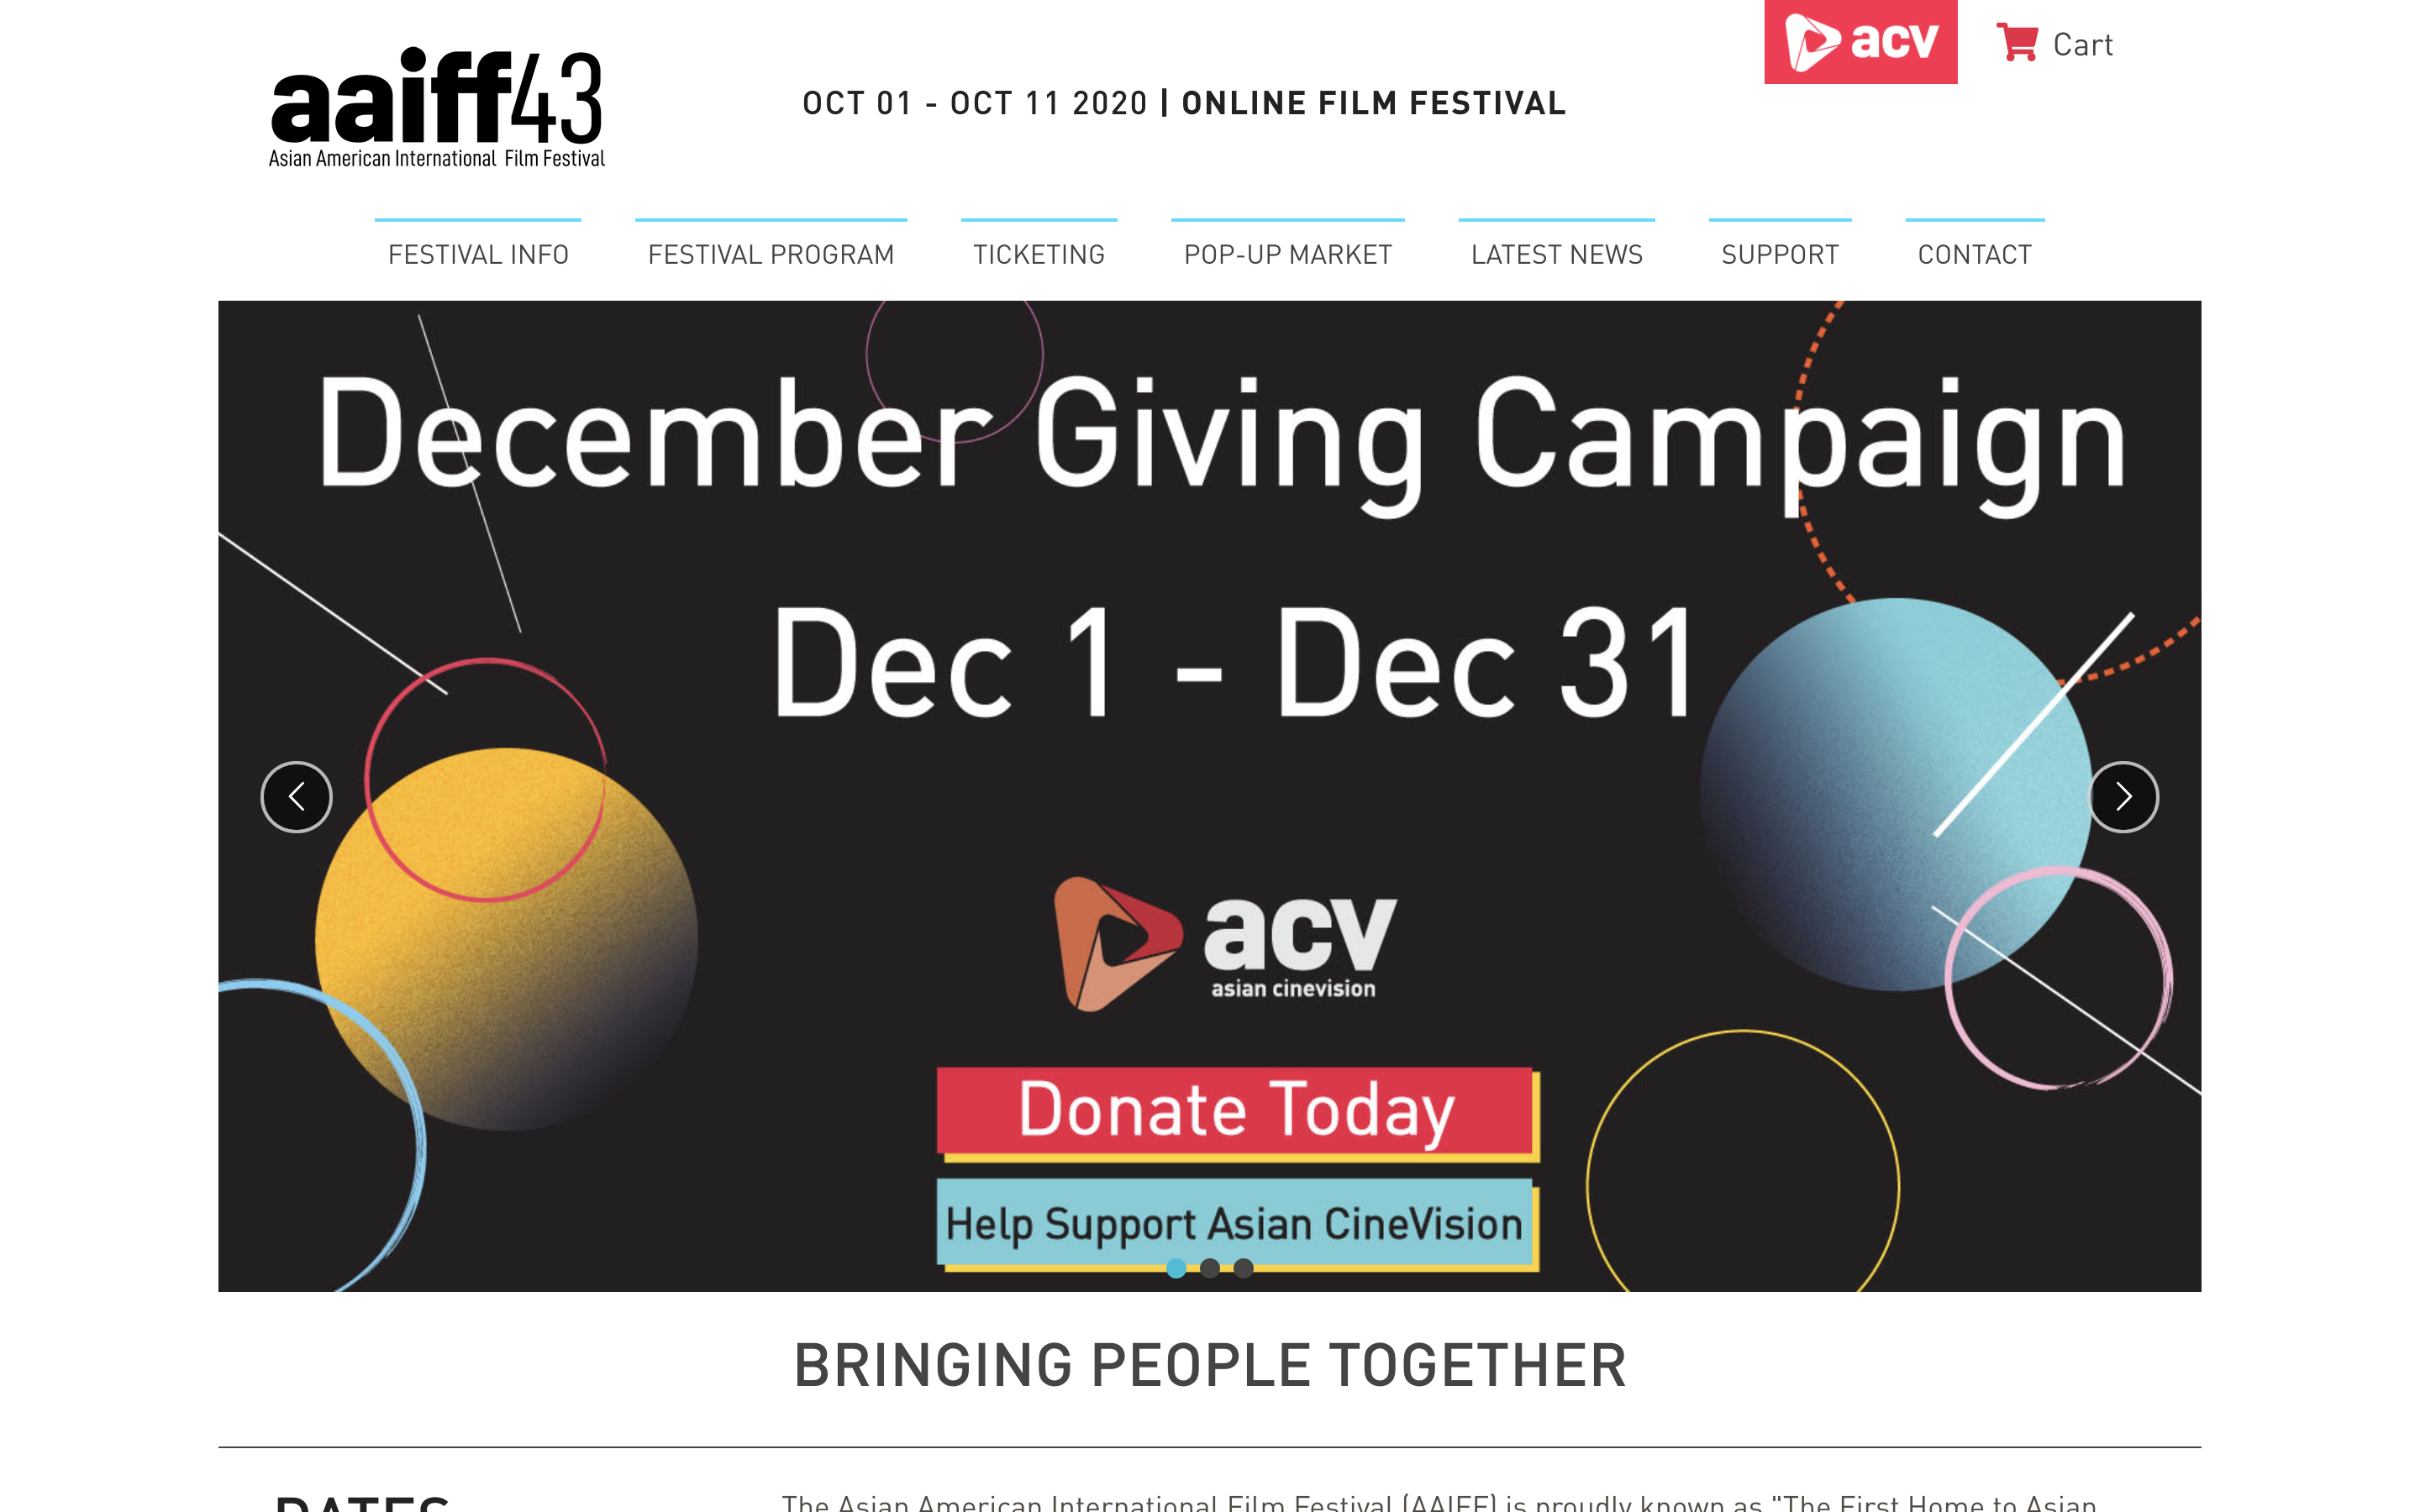 aaiff43
Asian American International Film Festival
OCT 01 - OCT 11 2020 | ONLINE FILM FESTIVAL
acv
Cart
FESTIVAL INFO
FESTIVAL PROGRAM
TICKETING
POP-UP MARKET
LATEST NEWS
SUPPORT
CONTACT
December Giving Campaign
Dec 1 - Dec 31
acv
asian cinevision
Donate Today
Help Support Asian CineVision
BRINGING PEOPLE TOGETHER
DATES
The Asian American International Film Festival (AAIFF) is proudly known as "The First Home to Asian